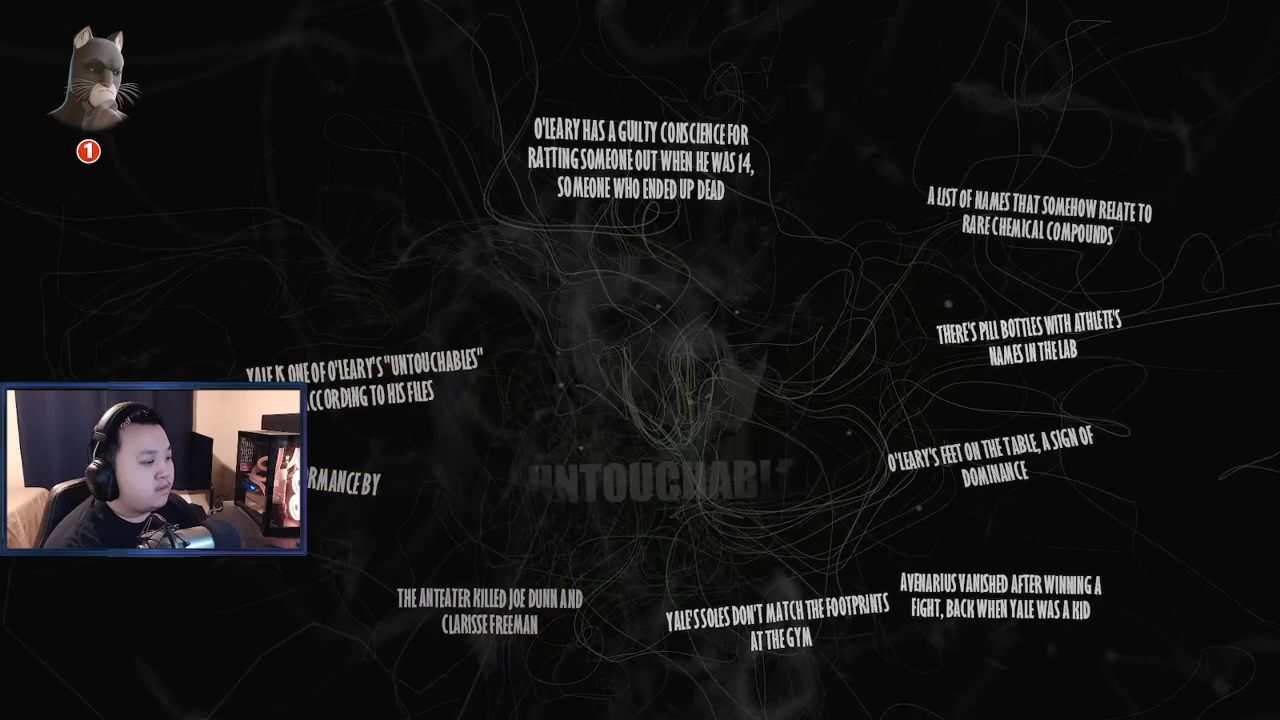 1
O'LEARY HAS A GUILTY CONSCIENCE FOR
RATTING SOMEONE OUT WHEN HE WAS 14,
SOMEONE WHO ENDED UP DEAD
A LIST OF NAMES THAT SOMEHOW RELATE TO
RARE CHEMICAL COMPOUNDS
THERE'S PILL BOTTLES WITH ATHLETE'S
NAMES IN THE LAB
YALE IS ONE OF O'LEARY'S "UNTOUCHABLES"
ACCORDING TO HIS FILES
O'LEARY'S FEET ON THE TABLE, A SIGN OF
DOMINANCE
BY
UNTOUCHABLE
THE ANTEATER KILLED JOE DUNN AND
CLARISSE FREEMAN
YALE'S SOLES DON'T MATCH THE FOOTPRINTS
AT THE GYM
AVENARIUS VANISHED AFTER WINNING A
FIGHT, BACK WHEN YALE WAS A KID